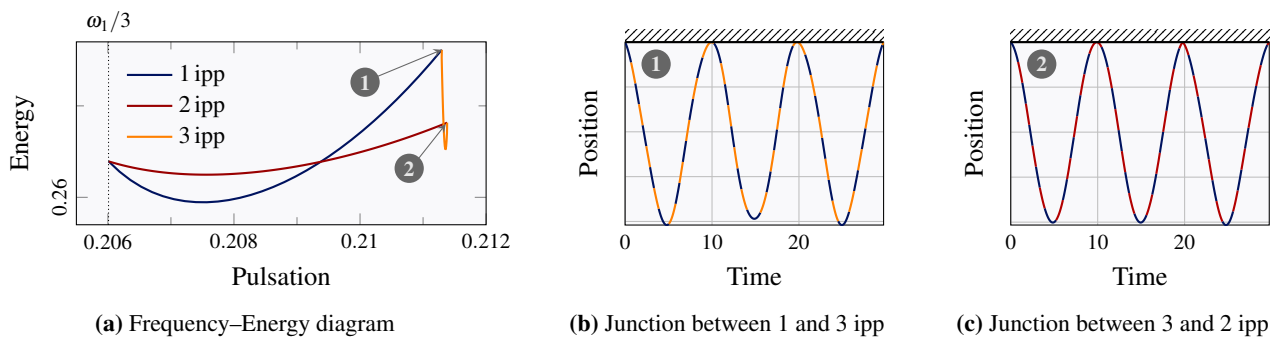 ω₁/3
Energy
0.26
1 ipp
2 ipp
3 ipp
1
2
0.206
0.208
0.21
0.212
Pulsation
(a) Frequency–Energy diagram
Position
1
0
10
20
Time
(b) Junction between 1 and 3 ipp
Position
2
0
10
20
Time
(c) Junction between 3 and 2 ipp